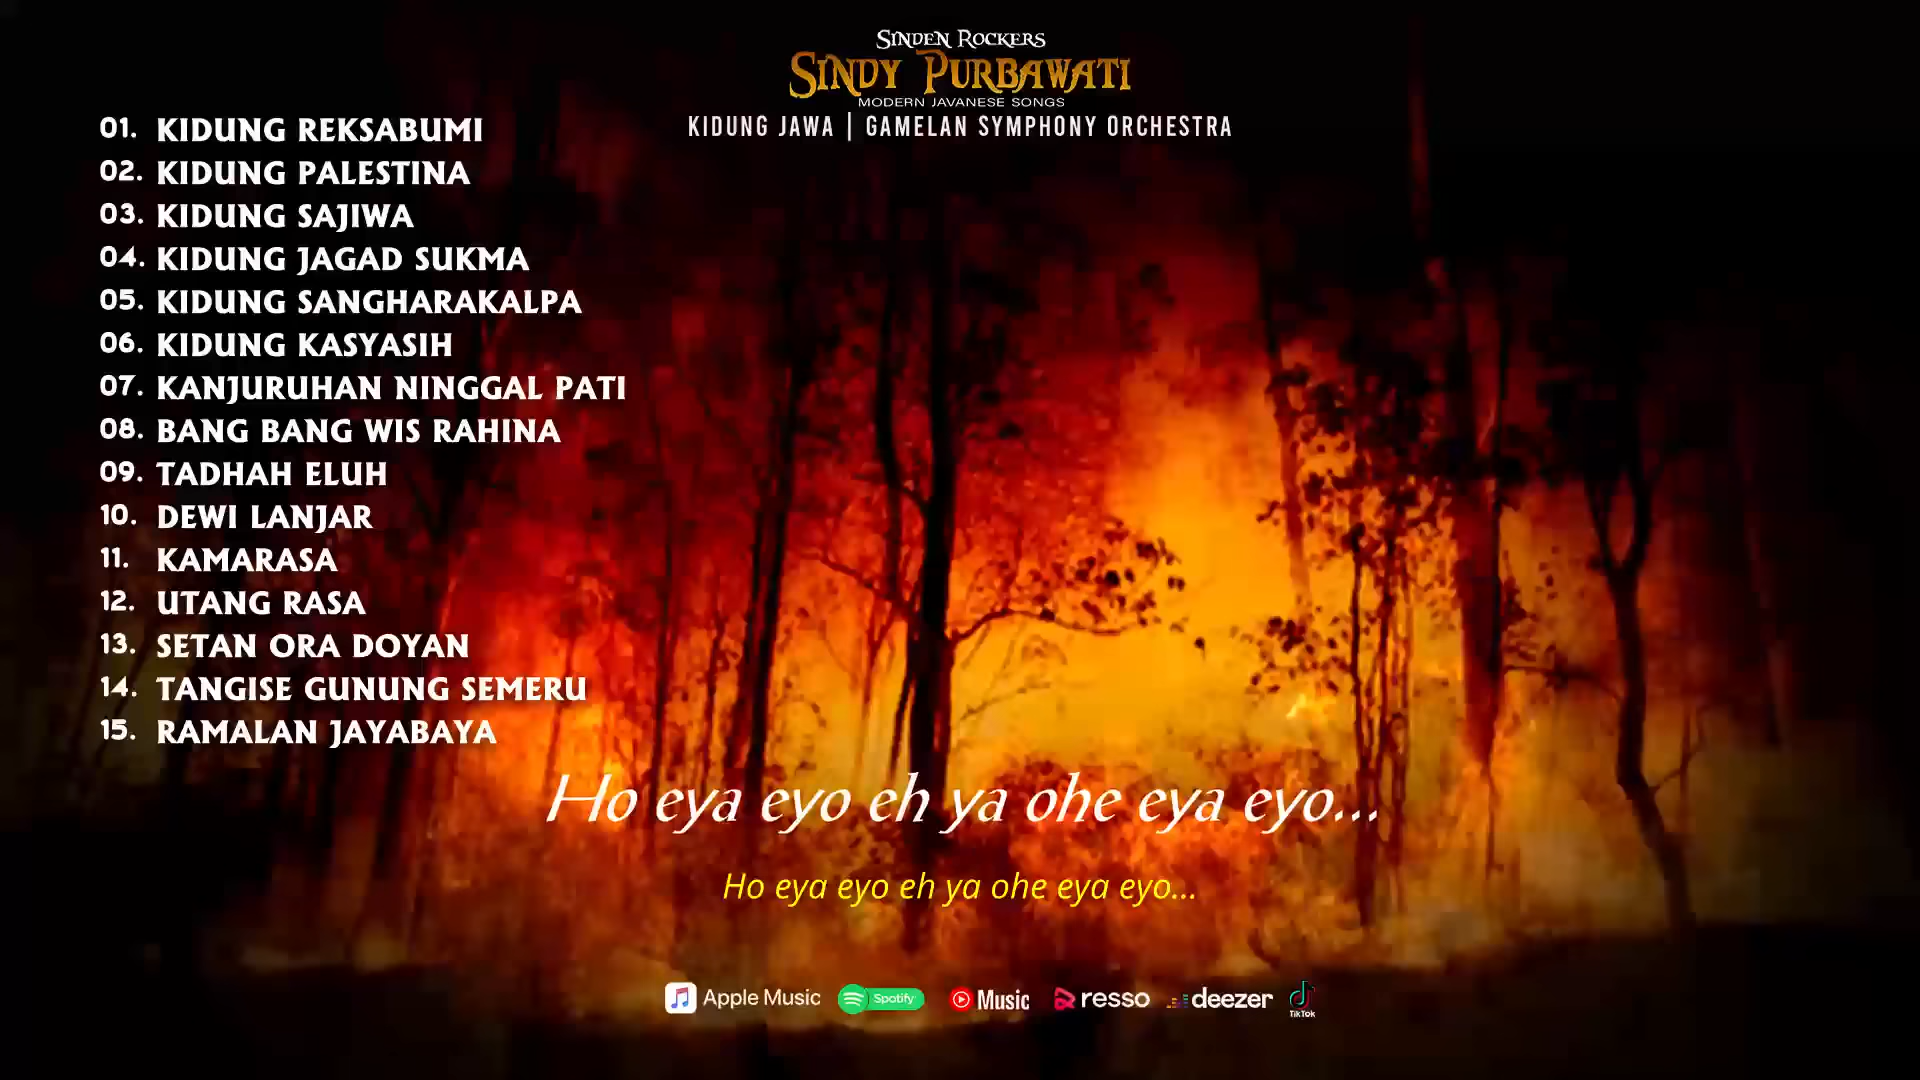 SINDEN ROCKERS
SINDY PURBAWATI
MODERN JAVANESE SONGS
KIDUNG JAWA | GAMELAN SYMPHONY ORCHESTRA
01. KIDUNG REKSABUMI
02. KIDUNG PALESTINA
03. KIDUNG SAJIWA
04. KIDUNG JAGAD SUKMA
05. KIDUNG SANGHARAKALPA
06. KIDUNG KASYASIH
07. KANJURUHAN NINGGAL PATI
08. BANG BANG WIS RAHINA
09. TADHAH ELUH
10. DEWI LANJAR
11. KAMARASA
12. UTANG RASA
13. SETAN ORA DOYAN
14. TANGISE GUNUNG SEMERU
15. RAMALAN JAYABAYA
Ho eya eyo eh ya ohe eya eyo...
Ho eya eyo eh ya ohe eya eyo...
Apple Music Spotify Music resso deezer TikTok